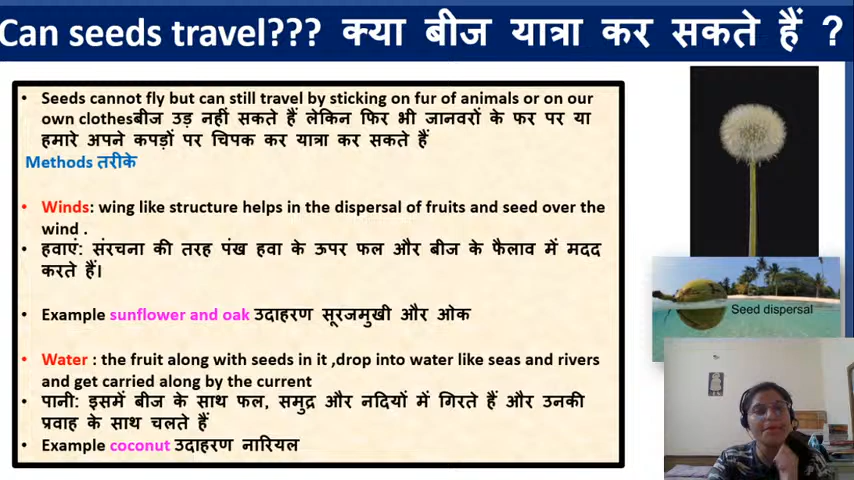 Can seeds travel??? क्या बीज यात्रा कर सकते हैं ?
• Seeds cannot fly but can still travel by sticking on fur of animals or on our
own clothesबीज उड़ नहीं सकते हैं लेकिन फिर भी जानवरों के फर पर या
हमारे अपने कपड़ों पर चिपक कर यात्रा कर सकते हैं
Methods तरीके
• Winds: wing like structure helps in the dispersal of fruits and seed over the
wind .
• हवाएं: संरचना की तरह पंख हवा के ऊपर फल और बीज के फैलाव में मदद
करते हैं।
• Example sunflower and oak उदाहरण सूरजमुखी और ओक
• Water : the fruit along with seeds in it ,drop into water like seas and rivers
and get carried along by the current
• पानी: इसमें बीज के साथ फल, समुद्र और नदियों में गिरते हैं और उनकी
प्रवाह के साथ चलते हैं
• Example coconut उदाहरण नारियल
Seed dispersal